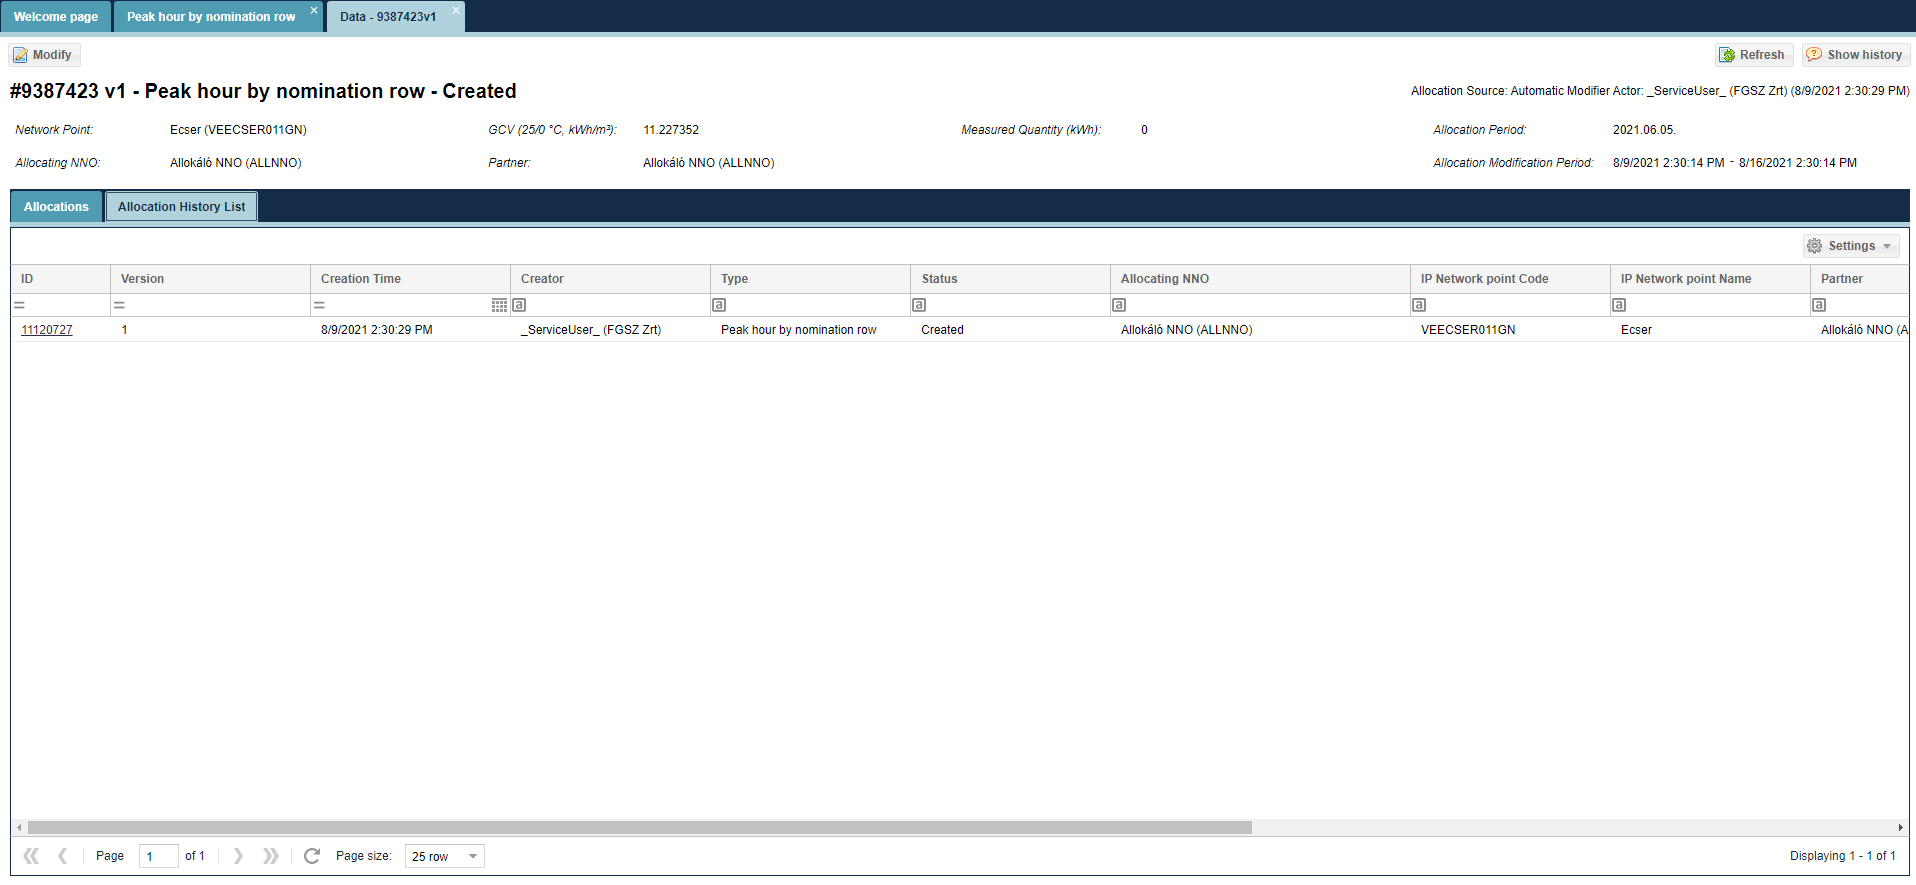 Welcome page Peak hour by nomination row Data - 9387423v1
Modify Refresh Show history
#9387423 v1 - Peak hour by nomination row - Created Allocation Source: Automatic Modifier Actor: _ServiceUser_ (FGSZ Zrt) (8/9/2021 2:30:29 PM)
Network Point: Ecser (VEECSER011GN) GCV (25/0 °C, kWh/m³): 11.227352 Measured Quantity (kWh): 0 Allocation Period: 2021.06.05.
Allocating NNO: Allokáló NNO (ALLNNO) Partner: Allokáló NNO (ALLNNO) Allocation Modification Period: 8/9/2021 2:30:14 PM - 8/16/2021 2:30:14 PM
Allocations Allocation History List
Settings
ID Version Creation Time Creator Type Status Allocating NNO IP Network point Code IP Network point Name Partner
= = = a a a a a a a
11120727 1 8/9/2021 2:30:29 PM _ServiceUser_ (FGSZ Zrt) Peak hour by nomination row Created Allokáló NNO (ALLNNO) VEECSER011GN Ecser Allokáló NNO (A
Page 1 of 1 Page size: 25 row Displaying 1 - 1 of 1